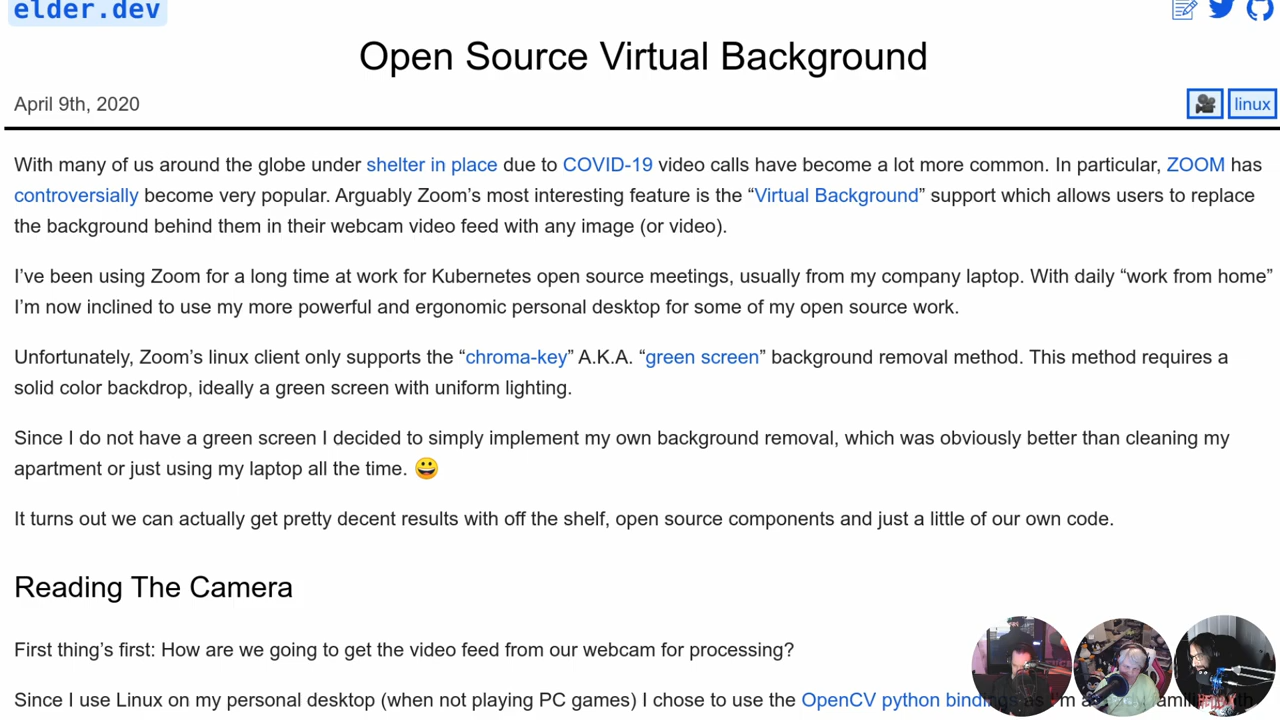 elder.dev
Open Source Virtual Background
April 9th, 2020
linux
With many of us around the globe under shelter in place due to COVID-19 video calls have become a lot more common. In particular, ZOOM has
controversially become very popular. Arguably Zoom’s most interesting feature is the “Virtual Background” support which allows users to replace
the background behind them in their webcam video feed with any image (or video).
I’ve been using Zoom for a long time at work for Kubernetes open source meetings, usually from my company laptop. With daily “work from home”
I’m now inclined to use my more powerful and ergonomic personal desktop for some of my open source work.
Unfortunately, Zoom’s linux client only supports the “chroma-key” A.K.A. “green screen” background removal method. This method requires a
solid color backdrop, ideally a green screen with uniform lighting.
Since I do not have a green screen I decided to simply implement my own background removal, which was obviously better than cleaning my
apartment or just using my laptop all the time. 😀
It turns out we can actually get pretty decent results with off the shelf, open source components and just a little of our own code.
Reading The Camera
First thing’s first: How are we going to get the video feed from our webcam for processing?
Since I use Linux on my personal desktop (when not playing PC games) I chose to use the OpenCV python bindings as I’m